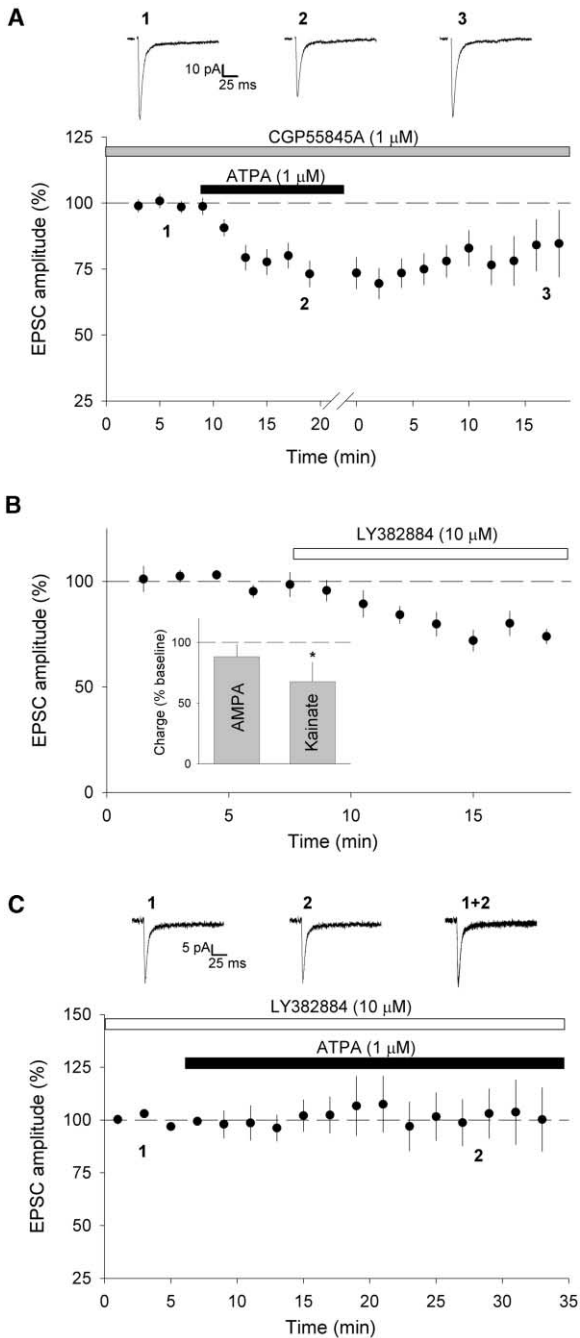 A
1 2 3
10 pA
25 ms
CGP55845A (1 μM)
ATPA (1 μM)
125
100
75
50
25
EPSC amplitude (%)
1
2
3
0 5 10 15 20 0 5 10 15
Time (min)
B
LY382884 (10 μM)
100
50
0
EPSC amplitude (%)
Charge (% baseline)
100
50
0
AMPA
Kainate
*
0 5 10 15
Time (min)
C
1 2 1+2
5 pA
25 ms
LY382884 (10 μM)
ATPA (1 μM)
150
125
100
75
50
25
EPSC amplitude (%)
1
2
0 5 10 15 20 25 30 35
Time (min)